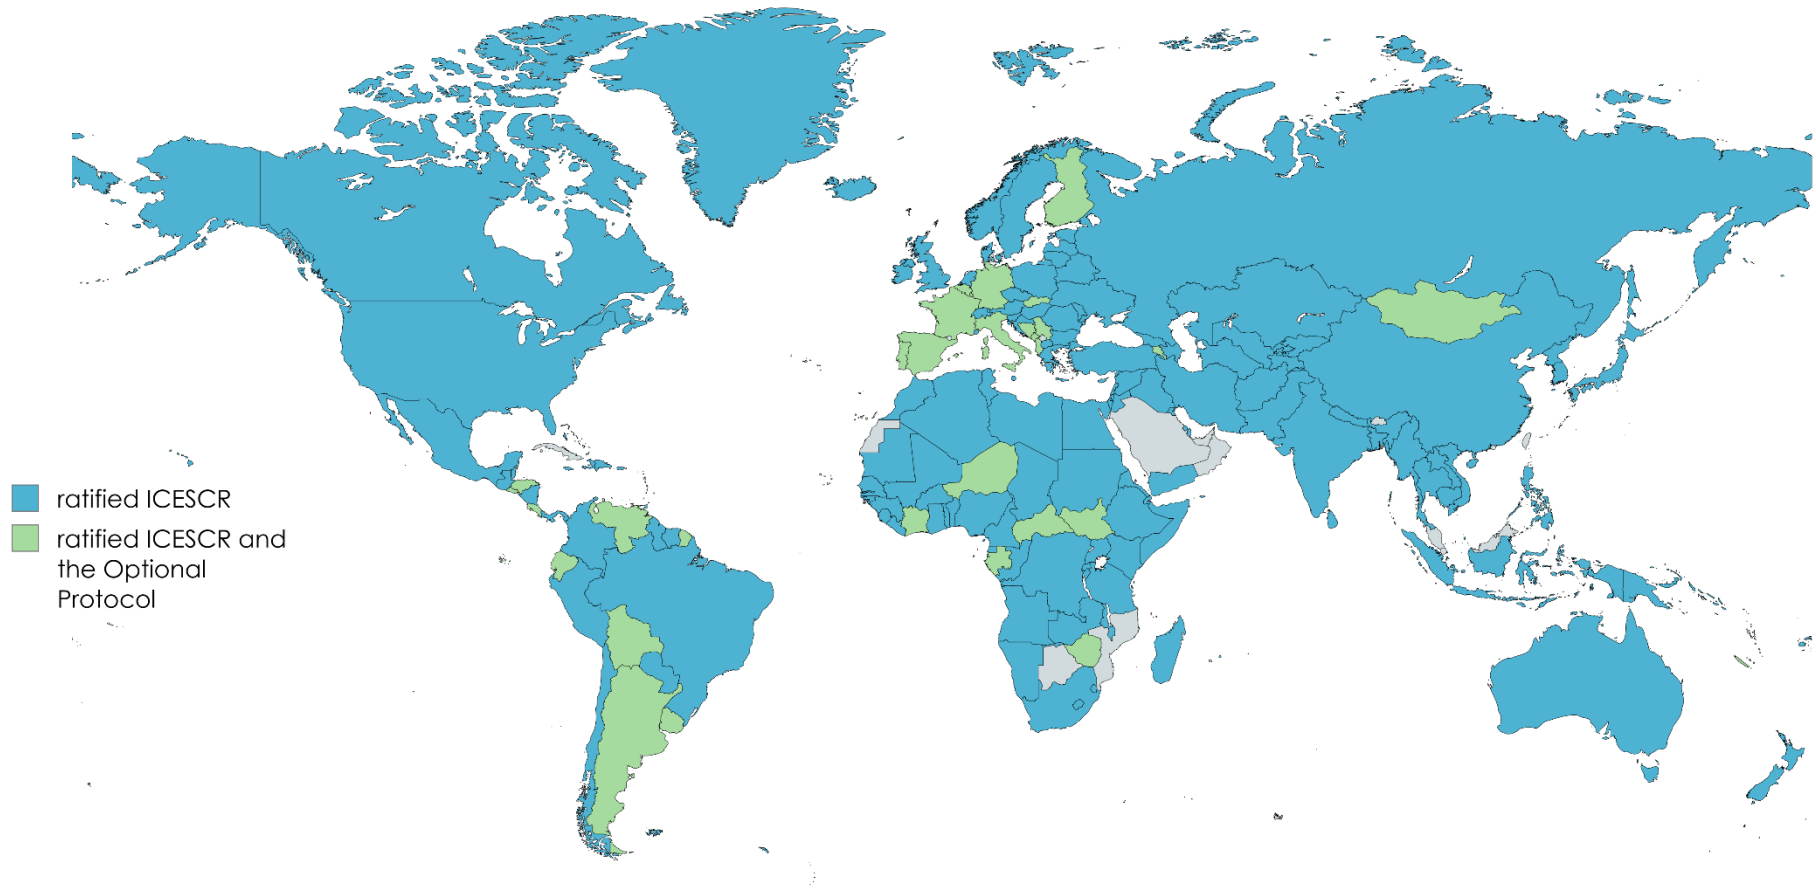 ratified ICESCR
ratified ICESCR and
the Optional
Protocol